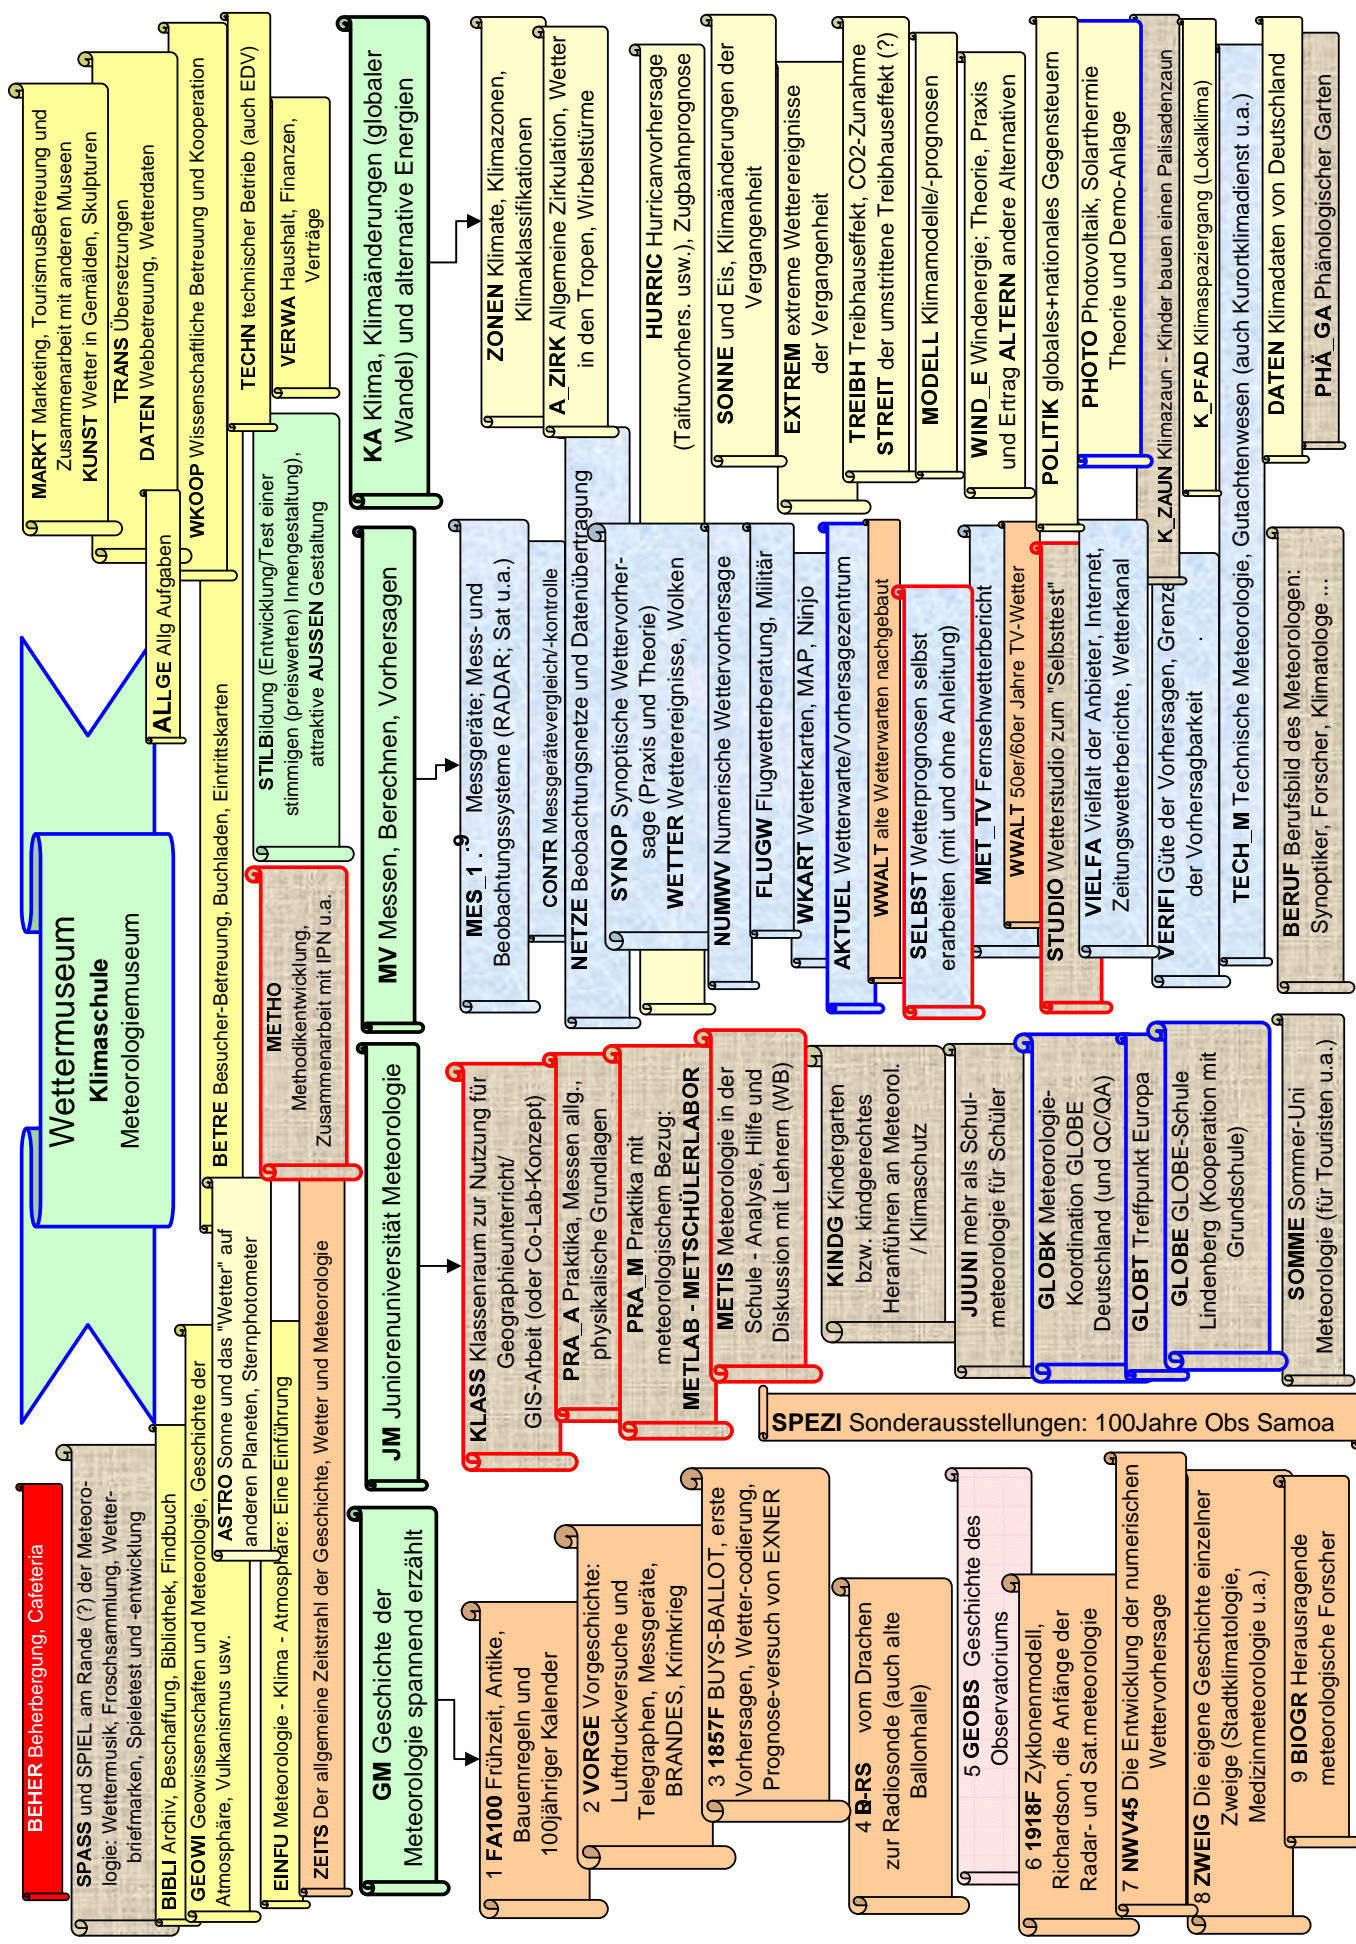 Wettermuseum
Klimaschule
Meteorologiemuseum
BEHER Beherbergung, Cafeteria
SPASS und SPIEL am Rande (?) der Meteoro-
logie: Wettermusik, Froschsammlung, Wetter-
briefmarken, Spieletest und -entwicklung
BIBLI Archiv, Beschaffung, Bibliothek, Findbuch
GEOWI Geowissenschaften und Meteorologie, Geschichte der
Atmosphäre, Vulkanismus usw.
ASTRO Sonne und das "Wetter" auf
anderen Planeten, Sternphotometer
EINFU Meteorologie - Klima - Atmosphäre: Eine Einführung
ZEITS Der allgemeine Zeitstrahl der Geschichte, Wetter und Meteorologie
BETRE Besucher-Betreuung, Buchladen, Eintrittskarten
METHO
Methodikentwicklung,
Zusammenarbeit mit IPN u.a.
STILBildung (Entwicklung/Test einer
stimmigen (preiswerten) Innengestaltung),
attraktive AUSSEN Gestaltung
ALLGE Allg Aufgaben
MARKT Marketing, TourismusBetreuung und
Zusammenarbeit mit anderen Museen
KUNST Wetter in Gemälden, Skulpturen
TRANS Übersetzungen
DATEN Webbetreuung, Wetterdaten
WKOOP Wissenschaftliche Betreuung und Kooperation
TECHN technischer Betrieb (auch EDV)
VERWA Haushalt, Finanzen,
Verträge
GM Geschichte der
Meteorologie spannend erzählt
1 FA100 Frühzeit, Antike,
Bauernregeln und
100jähriger Kalender
2 VORGE Vorgeschichte:
Luftdruckversuche und
Telegraphen, Messgeräte,
BRANDES, Krimkrieg
3 1857F BUYS-BALLOT, erste
Vorhersagen, Wetter-codierung,
Prognose-versuch von EXNER
4 D-RS vom Drachen
zur Radiosonde (auch alte
Ballonhalle)
5 GEOBS Geschichte des
Observatoriums
6 1918F Zyklonenmodell,
Richardson, die Anfänge der
Radar- und Sat.meteorologie
7 NWV45 Die Entwicklung der numerischen
Wettervorhersage
8 ZWEIG Die eigene Geschichte einzelner
Zweige (Stadtklimatologie,
Medizinmeteorologie u.a.)
9 BIOGR Herausragende
meteorologische Forscher
SPEZI Sonderausstellungen: 100Jahre Obs Samoa
JM Juniorenuniversität Meteorologie
KLASS Klassenraum zur Nutzung für
Geographieunterricht/
GIS-Arbeit (oder Co-Lab-Konzept)
PRA_A Praktika, Messen allg.,
physikalische Grundlagen
PRA_M Praktika mit
meteorologischem Bezug:
METLAB - METSCHÜLERLABOR
METIS Meteorologie in der
Schule - Analyse, Hilfe und
Diskussion mit Lehrern (WB)
KINDG Kindergarten
bzw. kindgerechtes
Heranführen an Meteorol.
/ Klimaschutz
JUUNI mehr als Schul-
meteorologie für Schüler
GLOBK Meteorologie-
Koordination GLOBE
Deutschland (und QC/QA)
GLOBT Treffpunkt Europa
GLOBE GLOBE-Schule
Lindenberg (Kooperation mit
Grundschule)
SOMME Sommer-Uni
Meteorologie (für Touristen u.a.)
MV Messen, Berechnen, Vorhersagen
MES_1 . .9 Messgeräte; Mess- und
Beobachtungssysteme (RADAR; Sat u.a.)
CONTR Messgerätevergleich/-kontrolle
NETZE Beobachtungsnetze und Datenübertragung
SYNOP Synoptische Wettervorher-
sage (Praxis und Theorie)
WETTER Wetterereignisse, Wolken
NUMWV Numerische Wettervorhersage
FLUGW Flugwetterberatung, Militär
WKART Wetterkarten, MAP, Ninjo
AKTUEL Wetterwarte/Vorhersagezentrum
WWALT alte Wetterwarten nachgebaut
SELBST Wetterprognosen selbst
erarbeiten (mit und ohne Anleitung)
MET_TV Fernsehwetterbericht
WWALT 50er/60er Jahre TV-Wetter
STUDIO Wetterstudio zum "Selbsttest"
VIELFA Vielfalt der Anbieter, Internet,
Zeitungswetterberichte, Wetterkanal
VERIFI Güte der Vorhersagen, Grenze
der Vorhersagbarkeit .
TECH_M Technische Meteorologie, Gutachtenwesen (auch Kurortklimadienst u.a.)
BERUF Berufsbild des Meteorologen:
Synoptiker, Forscher, Klimatologe ...
KA Klima, Klimaänderungen (globaler
Wandel) und alternative Energien
ZONEN Klimate, Klimazonen,
Klimaklassifikationen
A_ZIRK Allgemeine Zirkulation, Wetter
in den Tropen, Wirbelstürme
HURRIC Hurricanvorhersage
(Taifunvorhers. usw.), Zugbahnprognose
SONNE und Eis, Klimaänderungen der
Vergangenheit
EXTREM extreme Wetterereignisse
der Vergangenheit
TREIBH Treibhauseffekt, CO2-Zunahme
STREIT der umstrittene Treibhauseffekt (?)
MODELL Klimamodelle/-prognosen
WIND_E Windenergie; Theorie, Praxis
und Ertrag ALTERN andere Alternativen
POLITIK globales+nationales Gegensteuern
PHOTO Photovoltaik, Solarthermie
Theorie und Demo-Anlage
K_ZAUN Klimazaun - Kinder bauen einen Palisadenzaun
K_PFAD Klimaspaziergang (Lokalklima)
DATEN Klimadaten von Deutschland
PHÄ_GA Phänologischer Garten